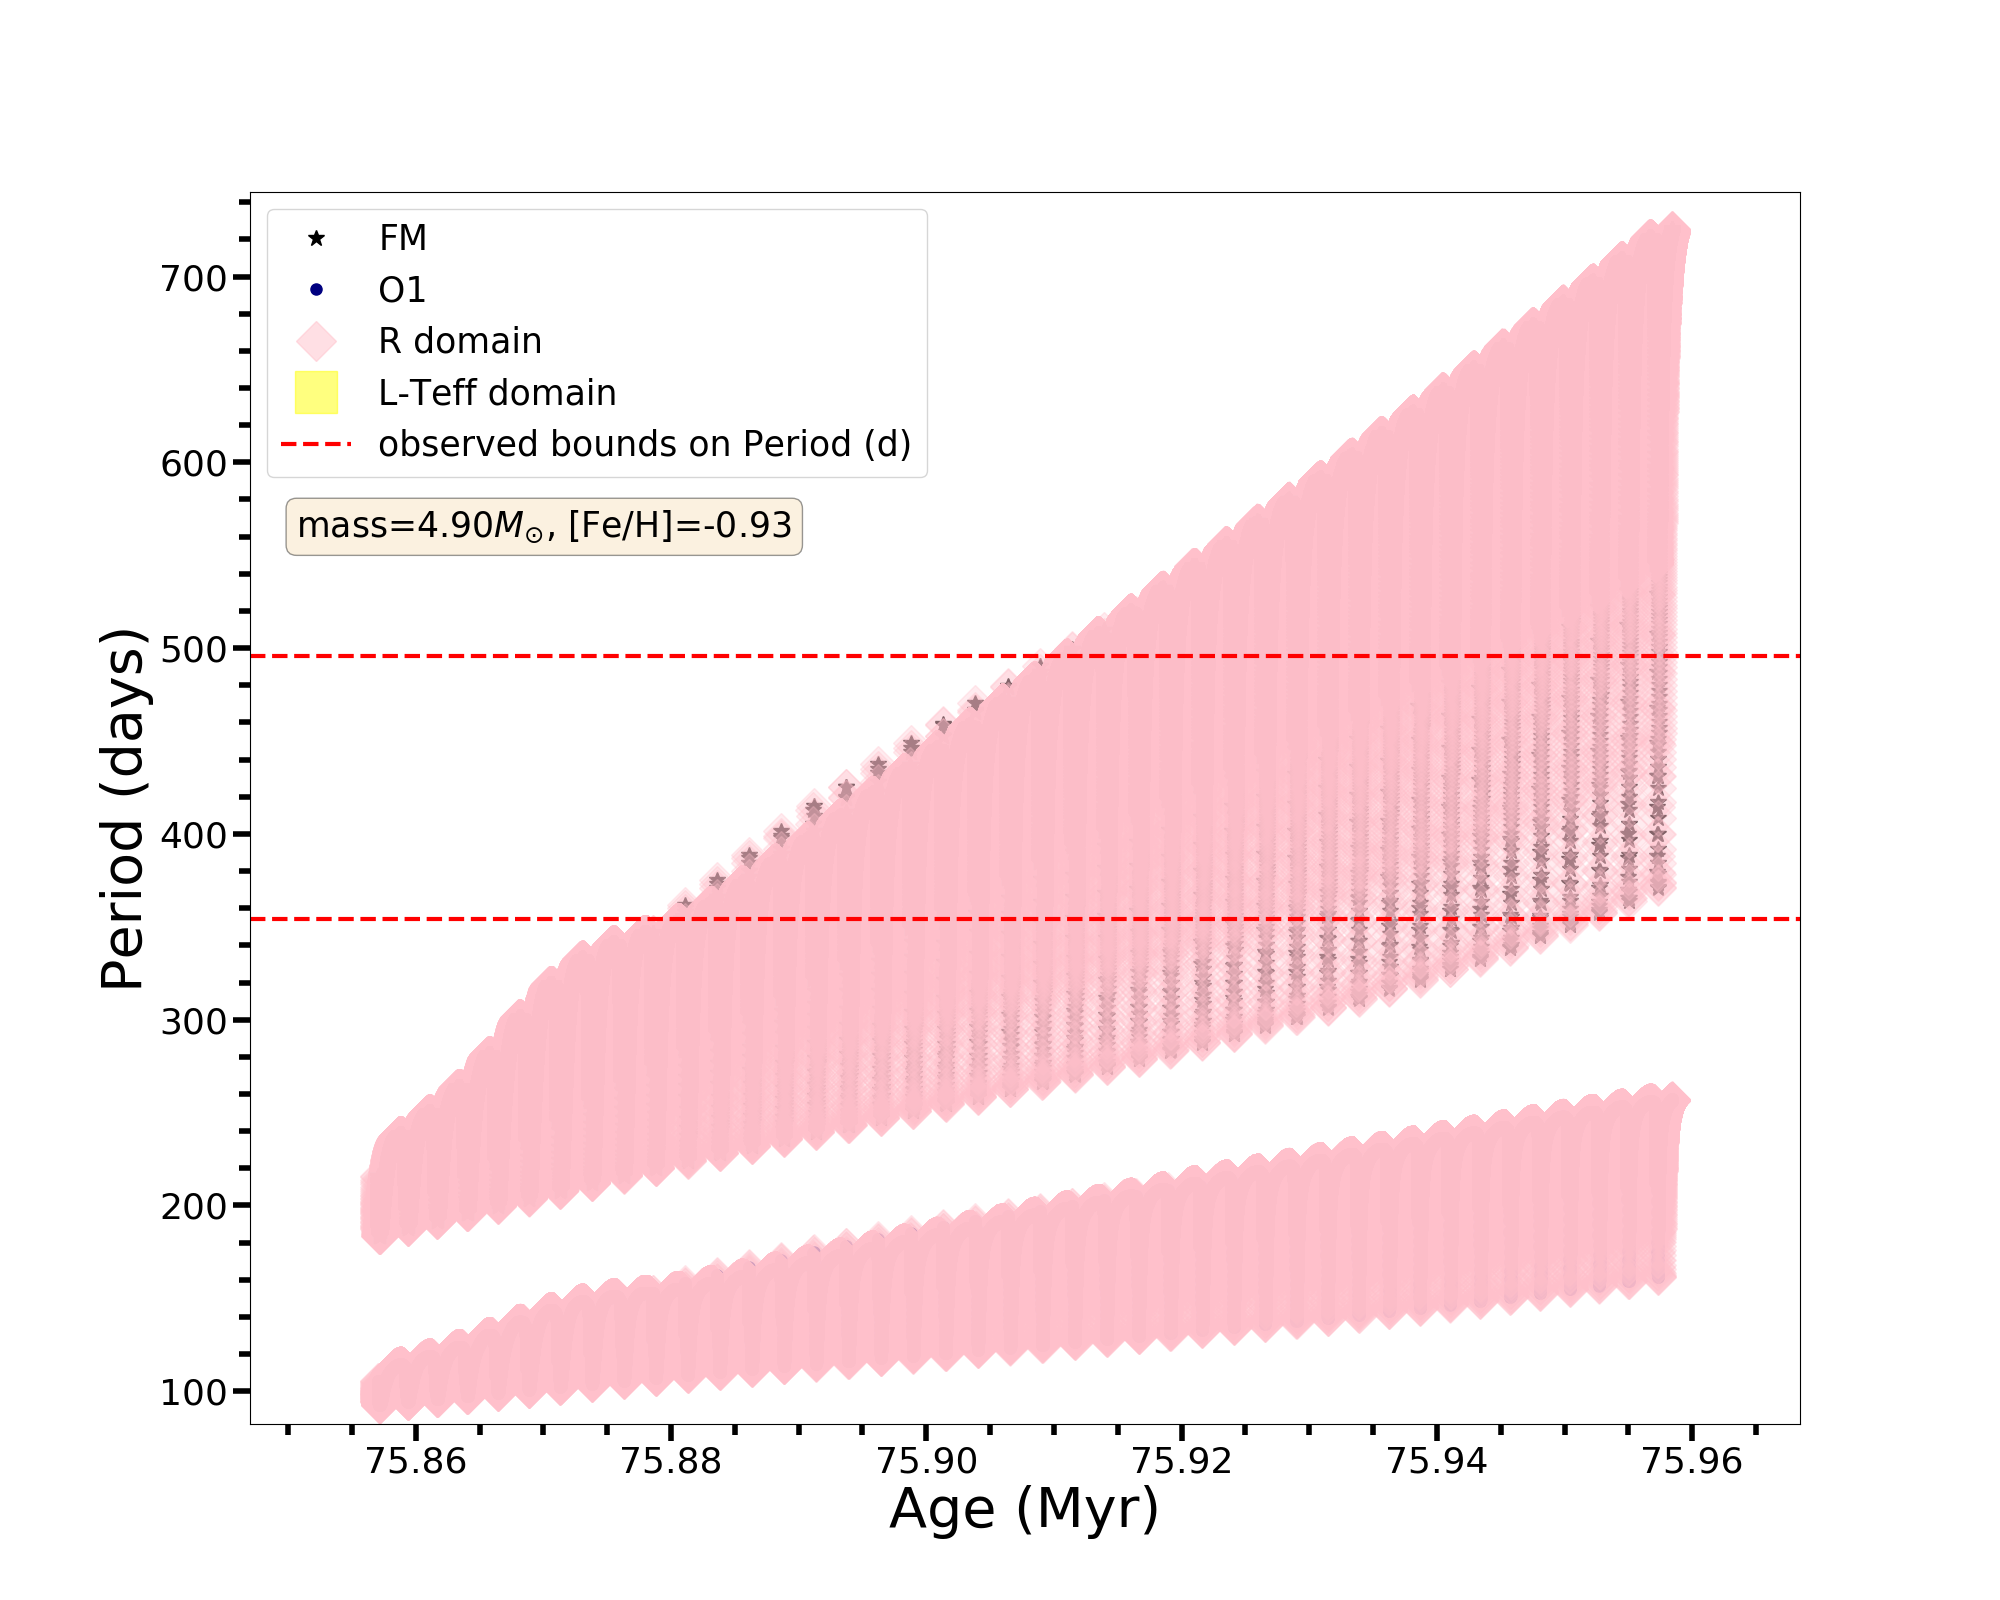 FM
O1
R domain
L-Teff domain
observed bounds on Period (d)
mass=4.90M⊙, [Fe/H]=-0.93
Period (days)
700
600
500
400
300
200
100
75.86
75.88
75.90
75.92
75.94
75.96
Age (Myr)